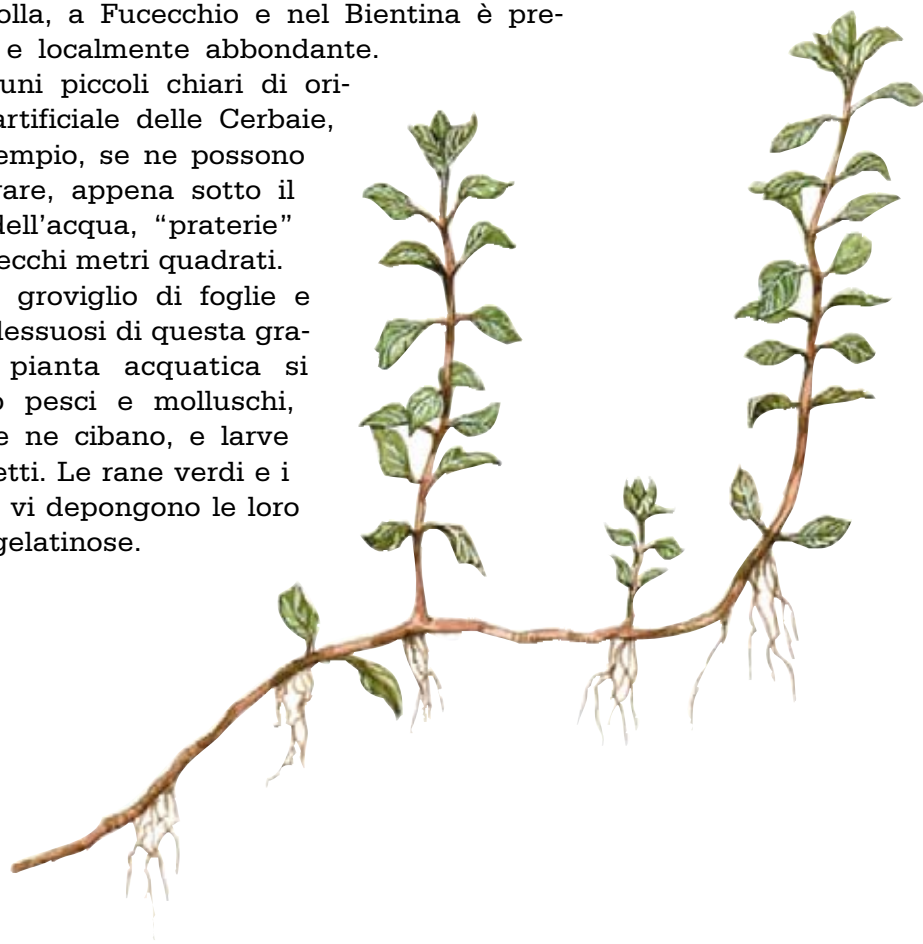 olla, a Fucecchio e nel Bientina è pre-
e localmente abbondante.
uni piccoli chiari di ori-
artificiale delle Cerbaie,
empio, se ne possono
rare, appena sotto il
dell'acqua, “praterie”
ecchi metri quadrati.
groviglio di foglie e
lessuosi di questa gra-
pianta acquatica si
o pesci e molluschi,
e ne cibano, e larve
etti. Le rane verdi e i
vi depongono le loro
gelatinose.